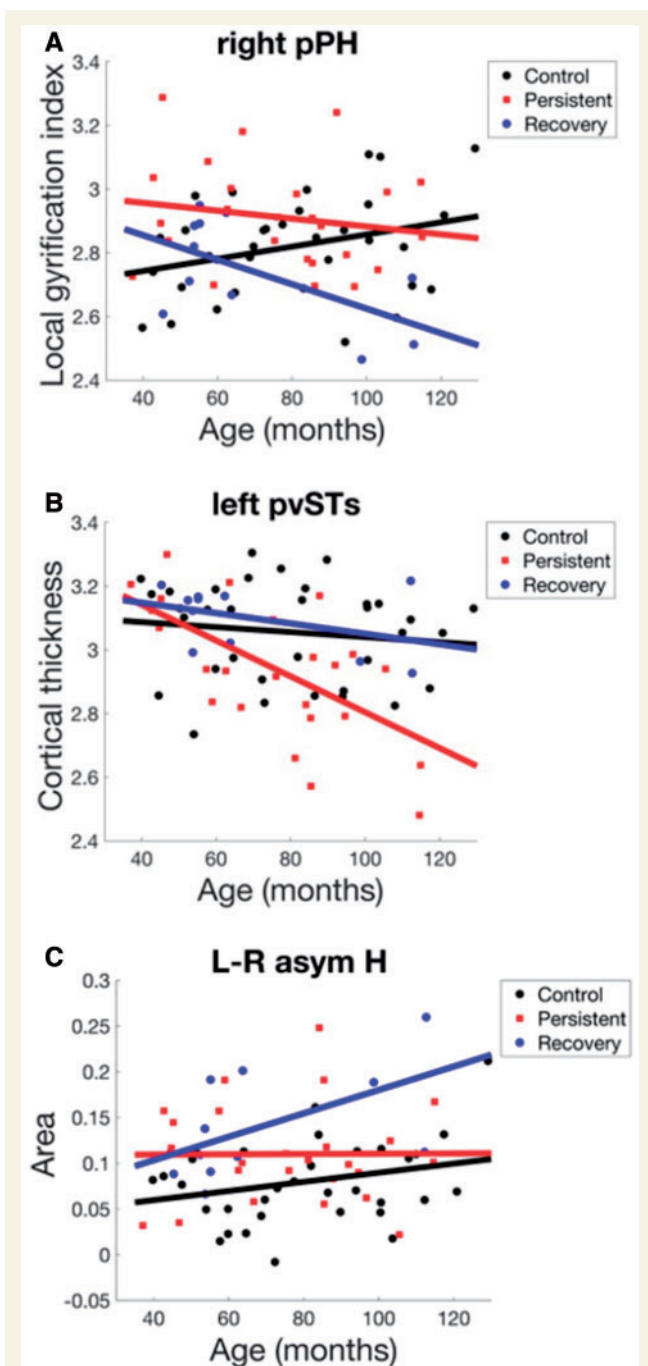 A
right pPH
3.4
3.2
3
2.8
2.6
2.4
Local gyrification index
40 60 80 100 120
Age (months)
Control
Persistent
Recovery
B
left pvSTs
3.4
3.2
3
2.8
2.6
2.4
Cortical thickness
40 60 80 100 120
Age (months)
Control
Persistent
Recovery
C
L-R asym H
0.3
0.25
0.2
0.15
0.1
0.05
0
-0.05
Area
40 60 80 100 120
Age (months)
Control
Persistent
Recovery